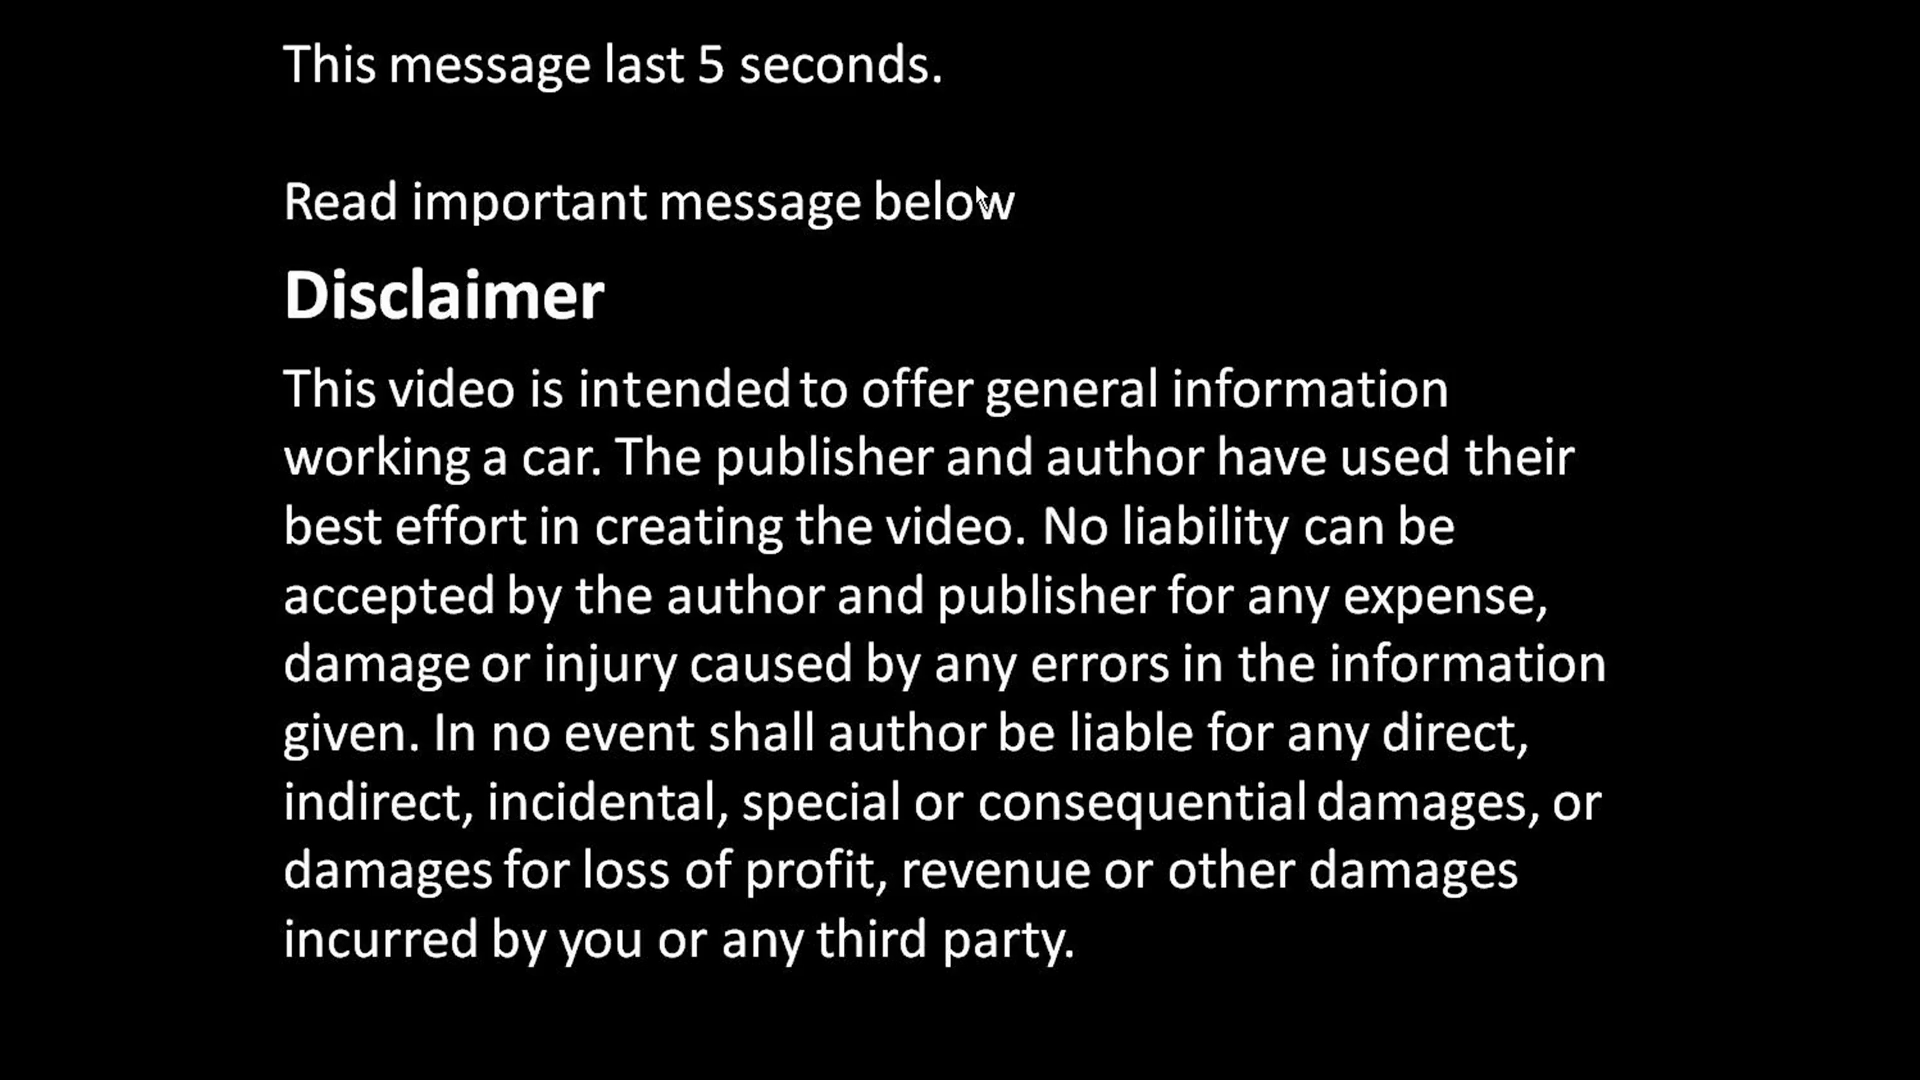 This message last 5 seconds.
Read important message below
Disclaimer
This video is intended to offer general information
working a car. The publisher and author have used their
best effort in creating the video. No liability can be
accepted by the author and publisher for any expense,
damage or injury caused by any errors in the information
given. In no event shall author be liable for any direct,
indirect, incidental, special or consequential damages, or
damages for loss of profit, revenue or other damages
incurred by you or any third party.